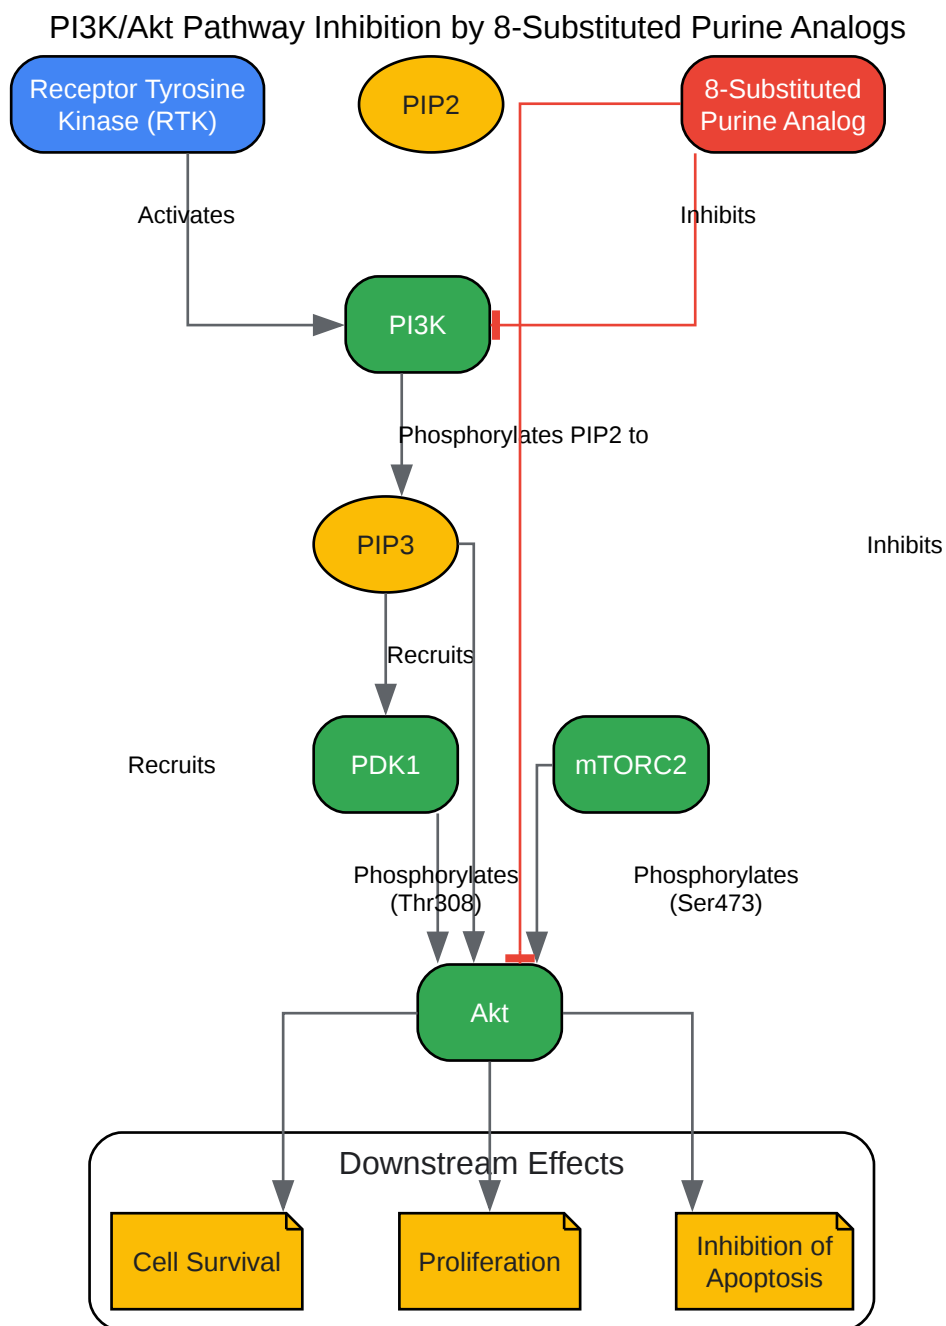 PI3K/Akt Pathway Inhibition by 8-Substituted Purine Analogs
Receptor Tyrosine
Kinase (RTK)
PIP2
8-Substituted
Purine Analog
Activates
Inhibits
PI3K
Phosphorylates PIP2 to
PIP3
Inhibits
Recruits
Recruits
PDK1
mTORC2
Phosphorylates
(Thr308)
Phosphorylates
(Ser473)
Akt
Downstream Effects
Cell Survival
Proliferation
Inhibition of
Apoptosis